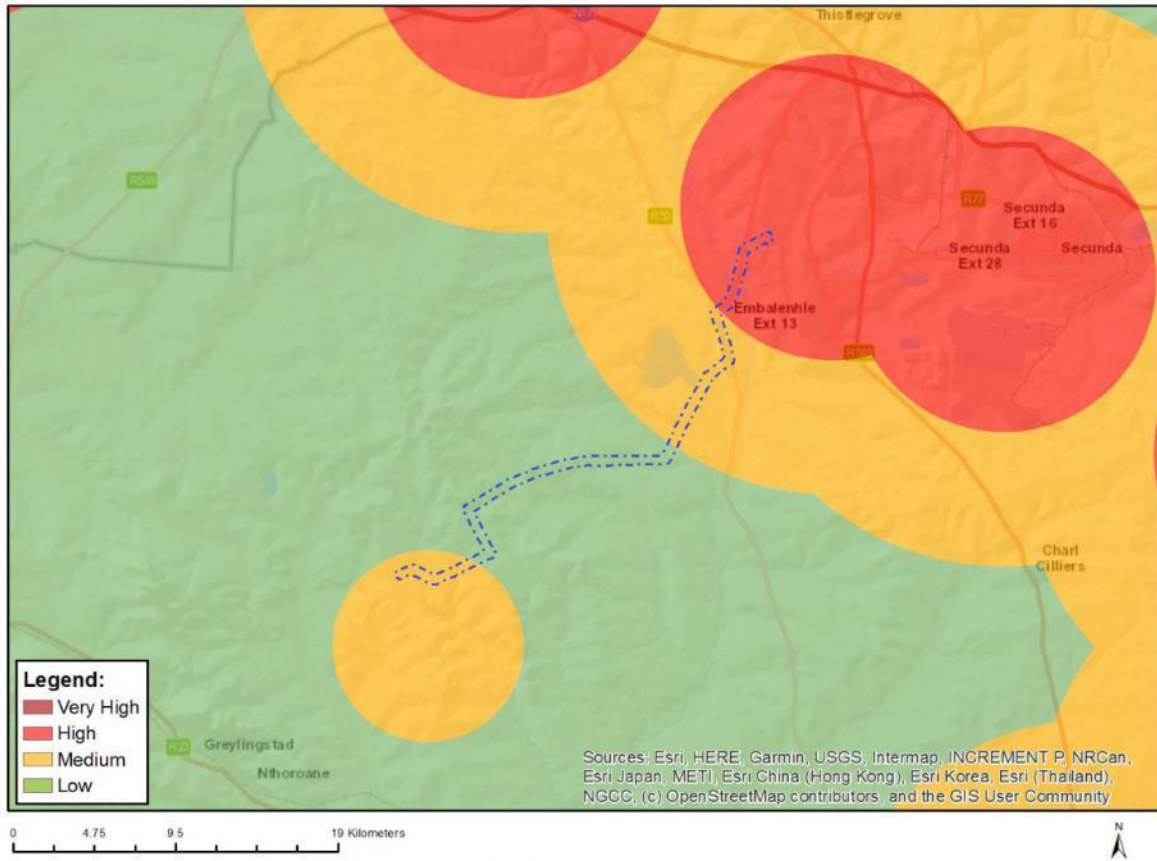 Thistlegrove
R548
R50
R77
Secunda
Ext 16
Secunda
Ext 28
Secunda
Embalenhle
Ext 13
Charl
Cilliers
Legend:
Very High
High
Medium
Low
R23
Greylingstad
Nthoroane
Sources: Esri, HERE, Garmin, USGS, Intermap, INCREMENT P, NRCan,
Esri Japan, METI, Esri China (Hong Kong), Esri Korea, Esri (Thailand),
NGCC, (c) OpenStreetMap contributors, and the GIS User Community
0 4.75 9.5 19 Kilometers
N